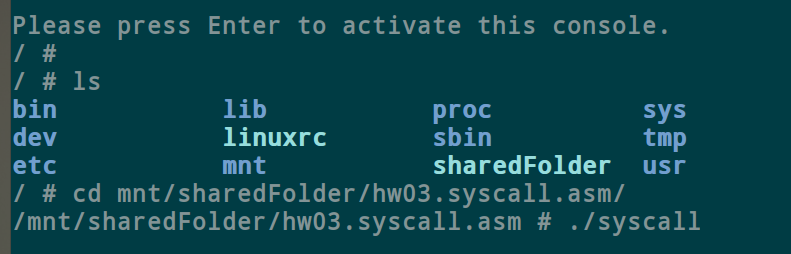 Please press Enter to activate this console.
/ #
/ # ls
bin lib proc sys
dev linuxrc sbin tmp
etc mnt sharedFolder usr
/ # cd mnt/sharedFolder/hw03.syscall.asm/
/mnt/sharedFolder/hw03.syscall.asm # ./syscall